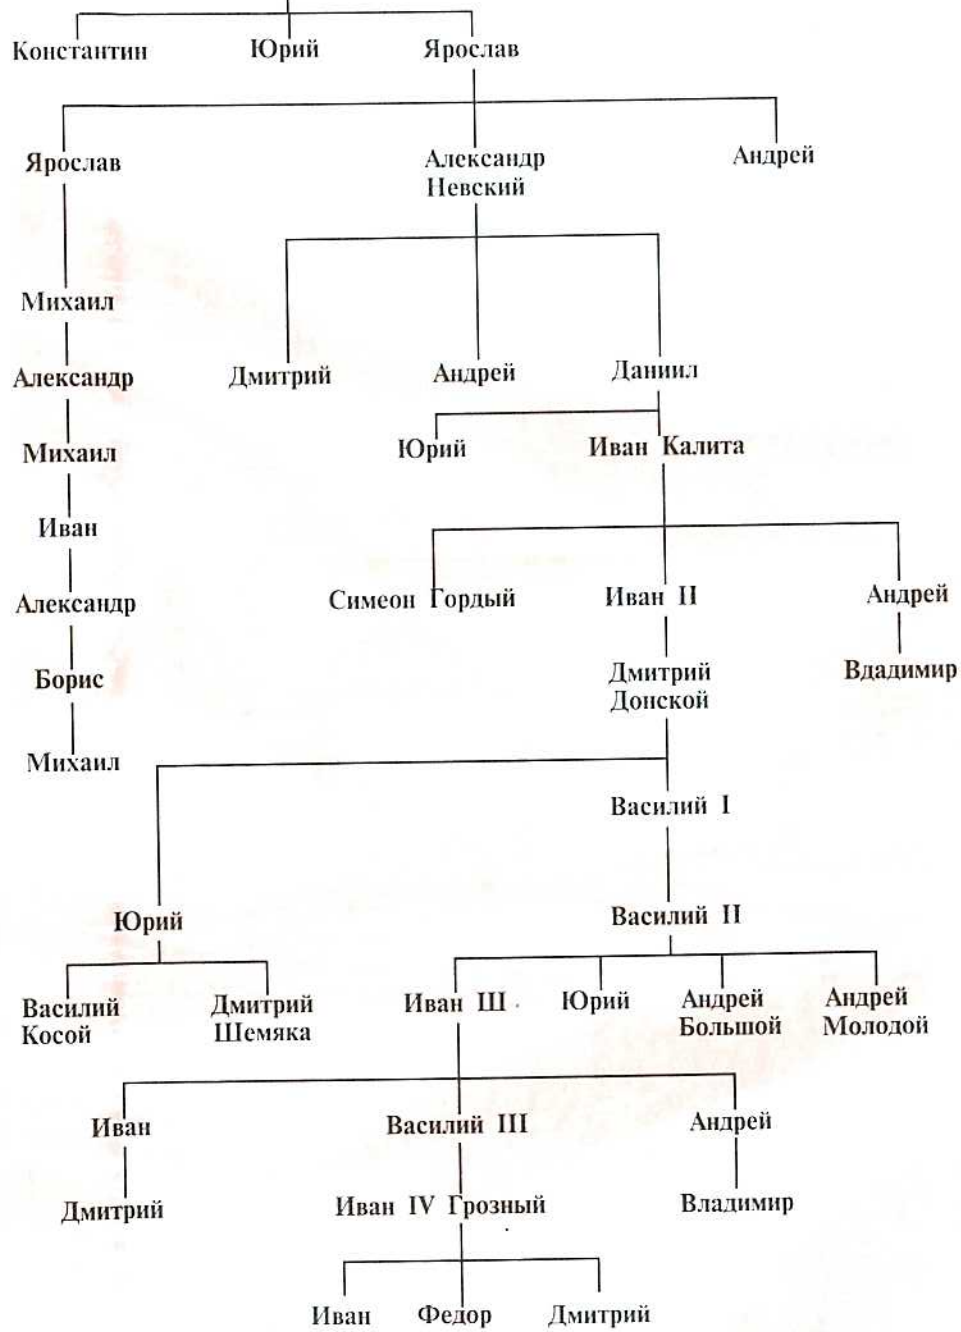 Константин Юрий Ярослав
Ярослав Александр Невский Андрей
Михаил
Александр Дмитрий Андрей Даниил
Михаил Юрий Иван Калита
Иван
Александр Симеон Гордый Иван II Андрей
Борис Дмитрий Донской Вдадимир
Михаил
Василий I
Юрий Василий II
Василий Косой Дмитрий Шемяка Иван Ш Юрий Андрей Большой Андрей Молодой
Иван Василий III Андрей
Дмитрий Иван IV Грозный Владимир
Иван Федор Дмитрий